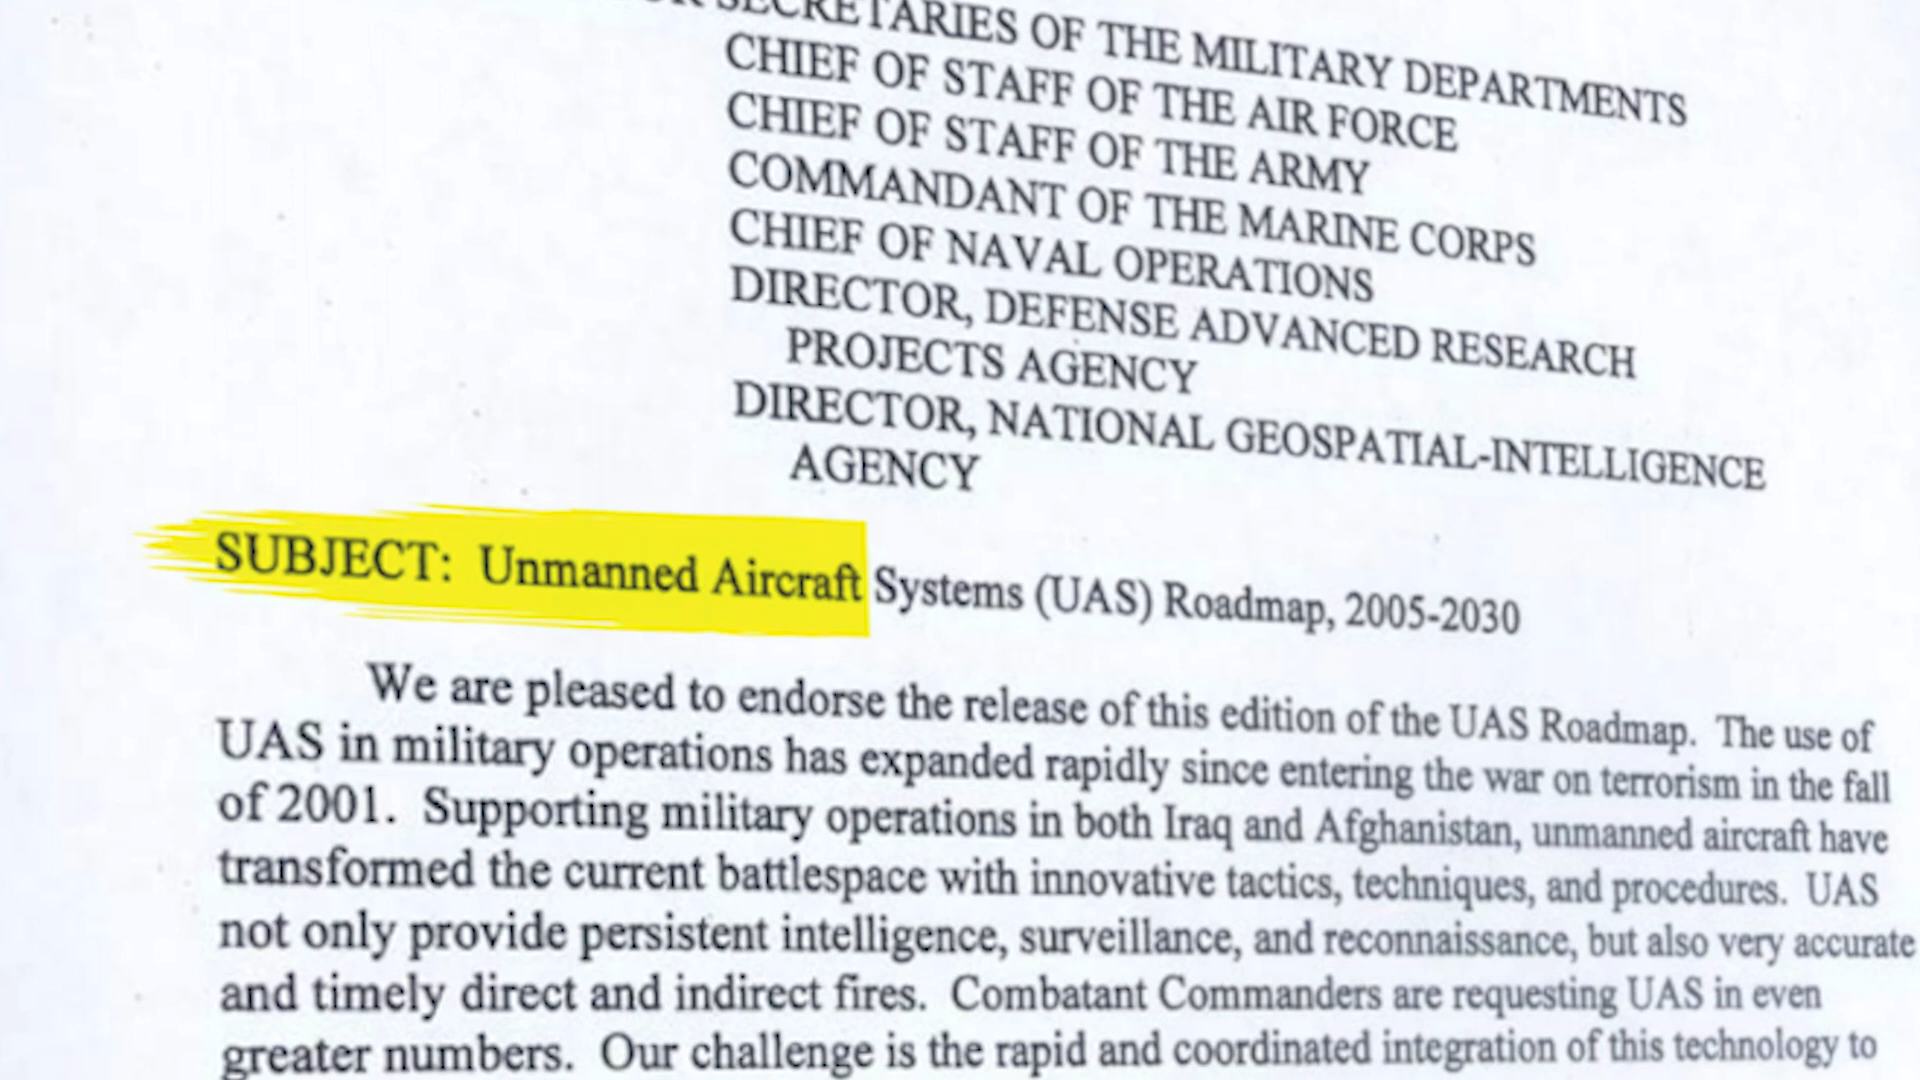 SECRETARIES OF THE MILITARY DEPARTMENTS
CHIEF OF STAFF OF THE AIR FORCE
CHIEF OF STAFF OF THE ARMY
COMMANDANT OF THE MARINE CORPS
CHIEF OF NAVAL OPERATIONS
DIRECTOR, DEFENSE ADVANCED RESEARCH
PROJECTS AGENCY
DIRECTOR, NATIONAL GEOSPATIAL-INTELLIGENCE
AGENCY
SUBJECT: Unmanned Aircraft Systems (UAS) Roadmap, 2005-2030
We are pleased to endorse the release of this edition of the UAS Roadmap. The use of
UAS in military operations has expanded rapidly since entering the war on terrorism in the fall
of 2001. Supporting military operations in both Iraq and Afghanistan, unmanned aircraft have
transformed the current battlespace with innovative tactics, techniques, and procedures. UAS
not only provide persistent intelligence, surveillance, and reconnaissance, but also very accurate
and timely direct and indirect fires. Combatant Commanders are requesting UAS in even
greater numbers. Our challenge is the rapid and coordinated integration of this technology to